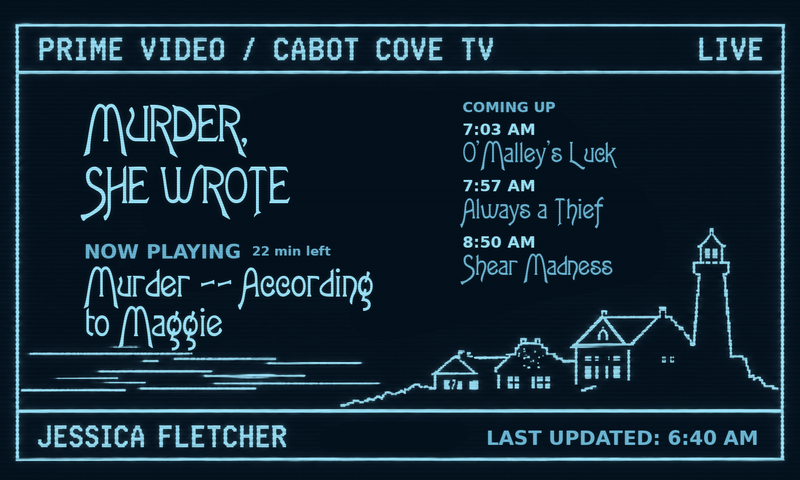 PRIME VIDEO / CABOT COVE TV
LIVE
MURDER,
SHE WROTE
NOW PLAYING 22 min left
Murder -- According
to Maggie
COMING UP
7:03 AM
O'Malley's Luck
7:57 AM
Always a Thief
8:50 AM
Shear Madness
JESSICA FLETCHER
LAST UPDATED: 6:40 AM